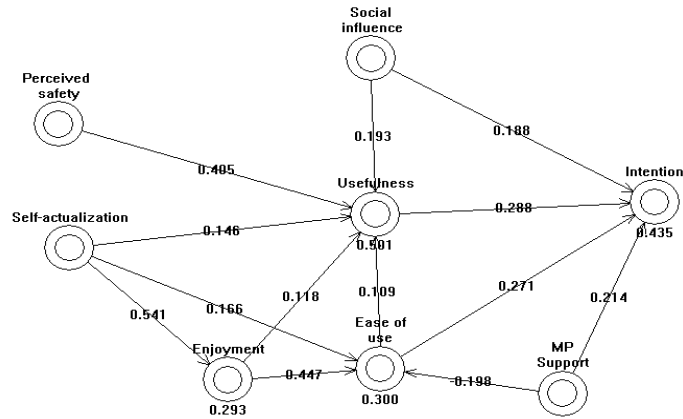 Social
influence
Perceived
safety
0.193
0.188
0.405
Intention
Usefulness
0.288
0.435
Self-actualization
0.146
0.501
0.118
0.109
0.271
0.214
0.541
0.166
Ease of
use
MP
Support
Enjoyment
0.447
-0.198
0.293
0.300